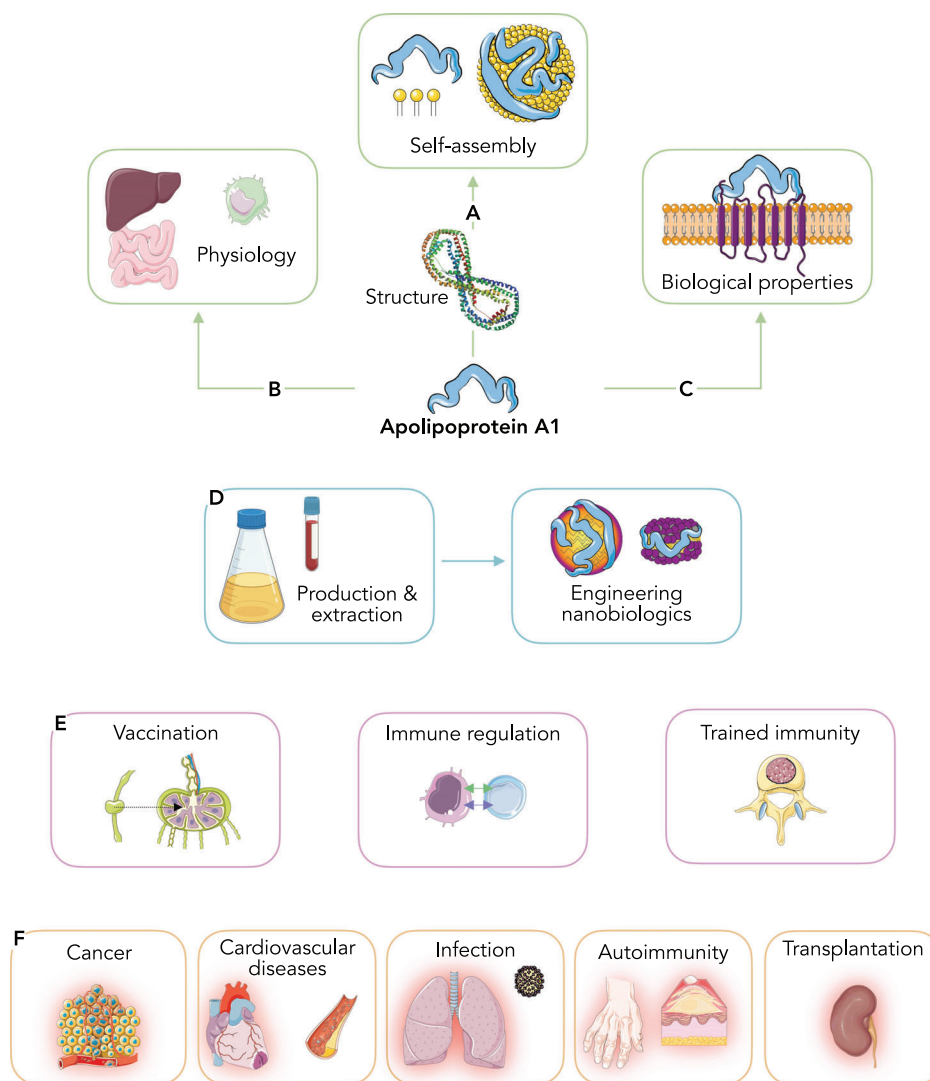 Self-assembly
A
Physiology
Structure
Biological properties
B
C
Apolipoprotein A1
D
Production &
extraction
Engineering
nanobiologics
E
Vaccination
Immune regulation
Trained immunity
F
Cancer
Cardiovascular
diseases
Infection
Autoimmunity
Transplantation